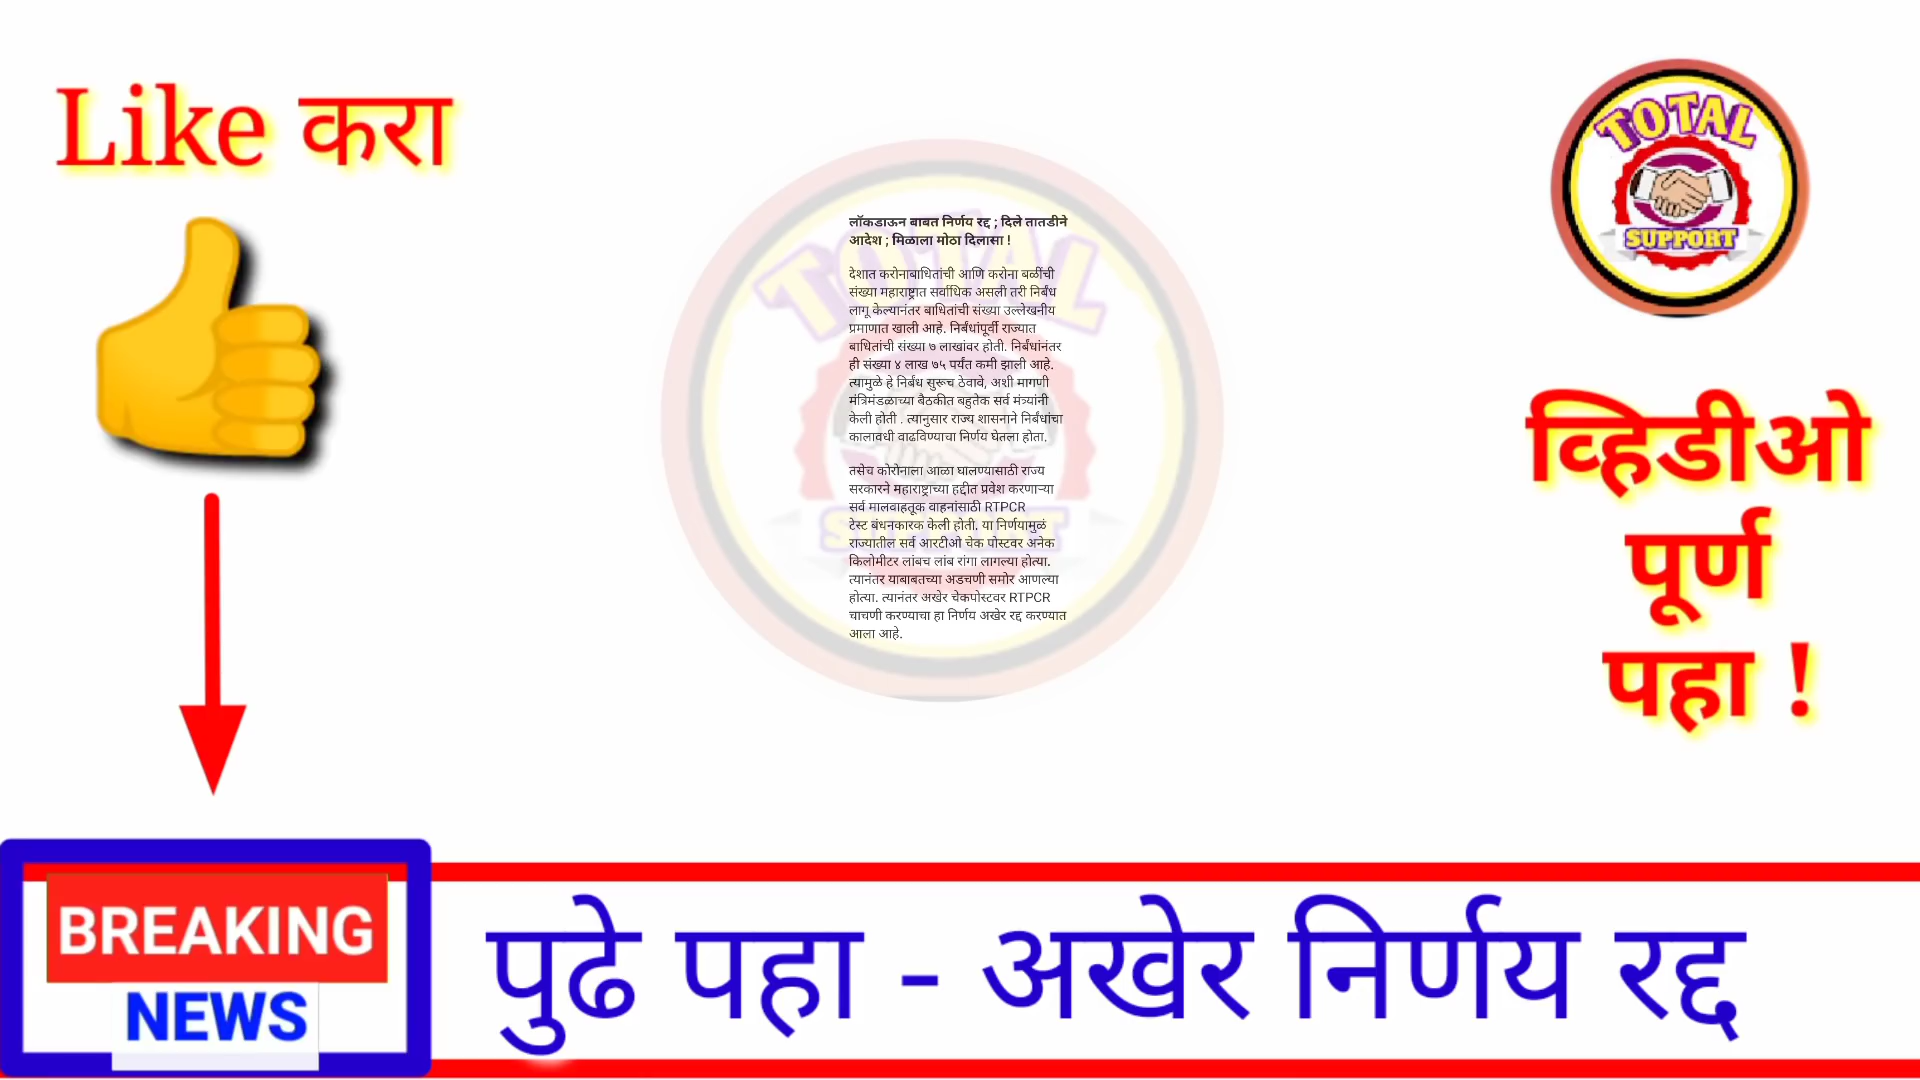 Like करा
TOTAL
SUPPORT
लॉकडाऊन बाबत निर्णय रद्द ; दिले तातडीने
आदेश ; मिळाला मोठा दिलासा !
देशात करोनाबाधितांची आणि करोना बळींची
संख्या महाराष्ट्रात सर्वाधिक असली तरी निर्बंध
लागू केल्यानंतर बाधितांची संख्या उल्लेखनीय
प्रमाणात खाली आहे. निर्बंधांपूर्वी राज्यात
बाधितांची संख्या ७ लाखांवर होती. निर्बंधांनंतर
ही संख्या ४ लाख ७५ पर्यंत कमी झाली आहे.
त्यामुळे हे निर्बंध सुरूच ठेवावे, अशी मागणी
मंत्रिमंडळाच्या बैठकीत बहुतेक सर्व मंत्र्यांनी
केली होती . त्यानुसार राज्य शासनाने निर्बंधांचा
कालावधी वाढविण्याचा निर्णय घेतला होता.
तसेच कोरोनाला आळा घालण्यासाठी राज्य
सरकारने महाराष्ट्राच्या हद्दीत प्रवेश करणाऱ्या
सर्व मालवाहतूक वाहनांसाठी RTPCR
टेस्ट बंधनकारक केली होती. या निर्णयामुळं
राज्यातील सर्व आरटीओ चेक पोस्टवर अनेक
किलोमीटर लांबच लांब रांगा लागल्या होत्या.
त्यानंतर याबाबतच्या अडचणी समोर आणल्या
होत्या. त्यानंतर अखेर चेकपोस्टवर RTPCR
चाचणी करण्याचा हा निर्णय अखेर रद्द करण्यात
आला आहे.
TOTAL
SUPPORT
व्हिडीओ
पूर्ण
पहा !
BREAKING
NEWS
पुढे पहा - अखेर निर्णय रद्द